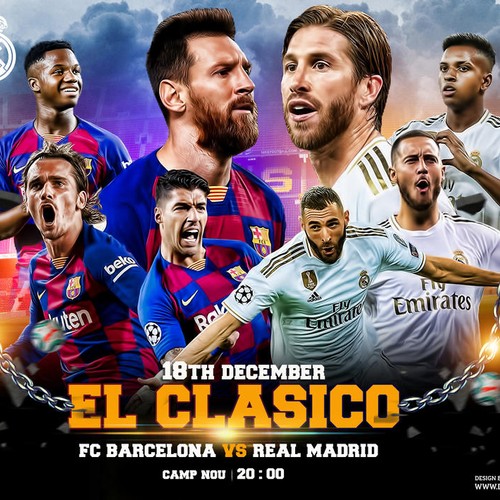 beko
Rakuten
Fly
Emirates
Fly
Emirates
18TH DECEMBER
EL CLASICO
FC BARCELONA VS REAL MADRID
CAMP NOU | 20:00
DESIGN
WWW.